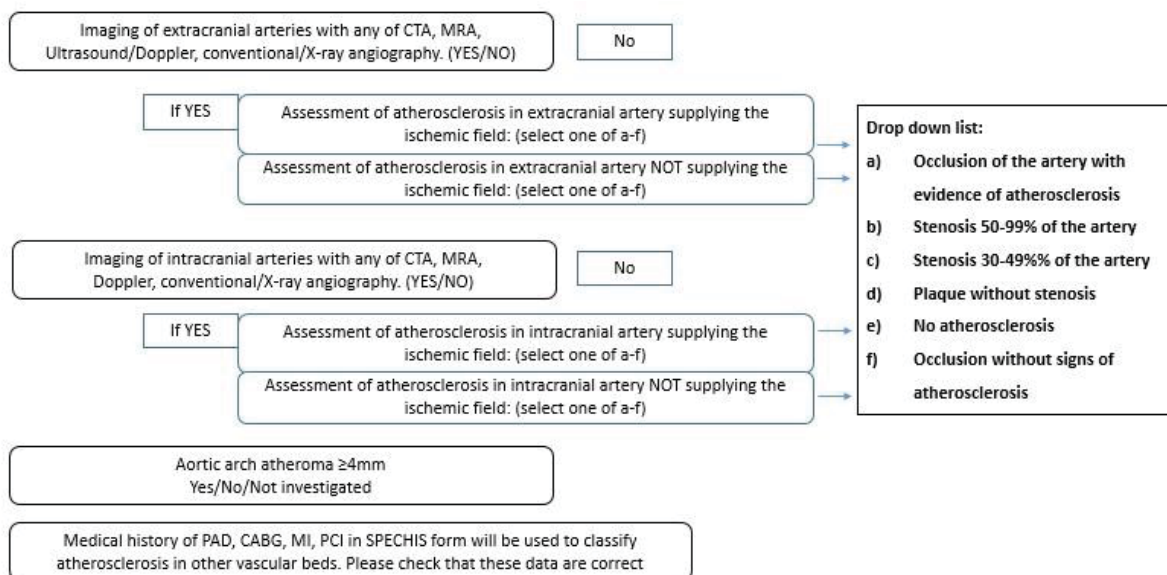 Imaging of extracranial arteries with any of CTA, MRA,
Ultrasound/Doppler, conventional/X-ray angiography. (YES/NO)
No
If YES
Assessment of atherosclerosis in extracranial artery supplying the
ischemic field: (select one of a-f)
Assessment of atherosclerosis in extracranial artery NOT supplying the
ischemic field: (select one of a-f)
Imaging of intracranial arteries with any of CTA, MRA,
Doppler, conventional/X-ray angiography. (YES/NO)
No
If YES
Assessment of atherosclerosis in intracranial artery supplying the
ischemic field: (select one of a-f)
Assessment of atherosclerosis in intracranial artery NOT supplying the
ischemic field: (select one of a-f)
Drop down list:
a) Occlusion of the artery with
evidence of atherosclerosis
b) Stenosis 50-99% of the artery
c) Stenosis 30-49%% of the artery
d) Plaque without stenosis
e) No atherosclerosis
f) Occlusion without signs of
atherosclerosis
Aortic arch atheroma ≥4mm
Yes/No/Not investigated
Medical history of PAD, CABG, MI, PCI in SPECHIS form will be used to classify
atherosclerosis in other vascular beds. Please check that these data are correct